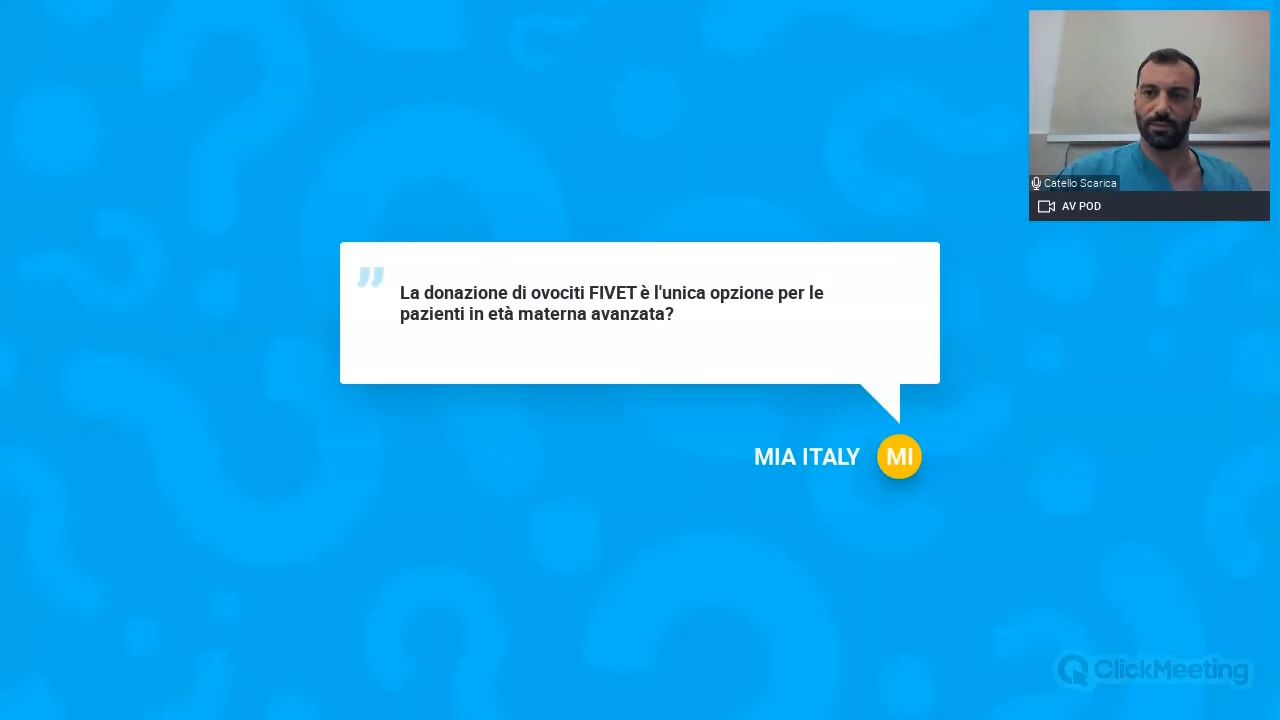 Catello Scarica
AV POD
La donazione di ovociti FIVET è l'unica opzione per le
pazienti in età materna avanzata?
MIA ITALY
MI
ClickMeeting